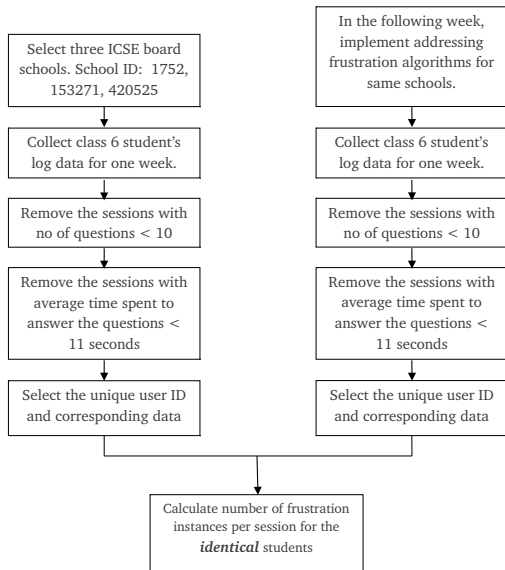 Select three ICSE board
schools. School ID: 1752,
153271, 420525
Collect class 6 student's
log data for one week.
Remove the sessions with
no of questions < 10
Remove the sessions with
average time spent to
answer the questions <
11 seconds
Select the unique user ID
and corresponding data
In the following week,
implement addressing
frustration algorithms for
same schools.
Collect class 6 student's
log data for one week.
Remove the sessions with
no of questions < 10
Remove the sessions with
average time spent to
answer the questions <
11 seconds
Select the unique user ID
and corresponding data
Calculate number of frustration
instances per session for the
identical students